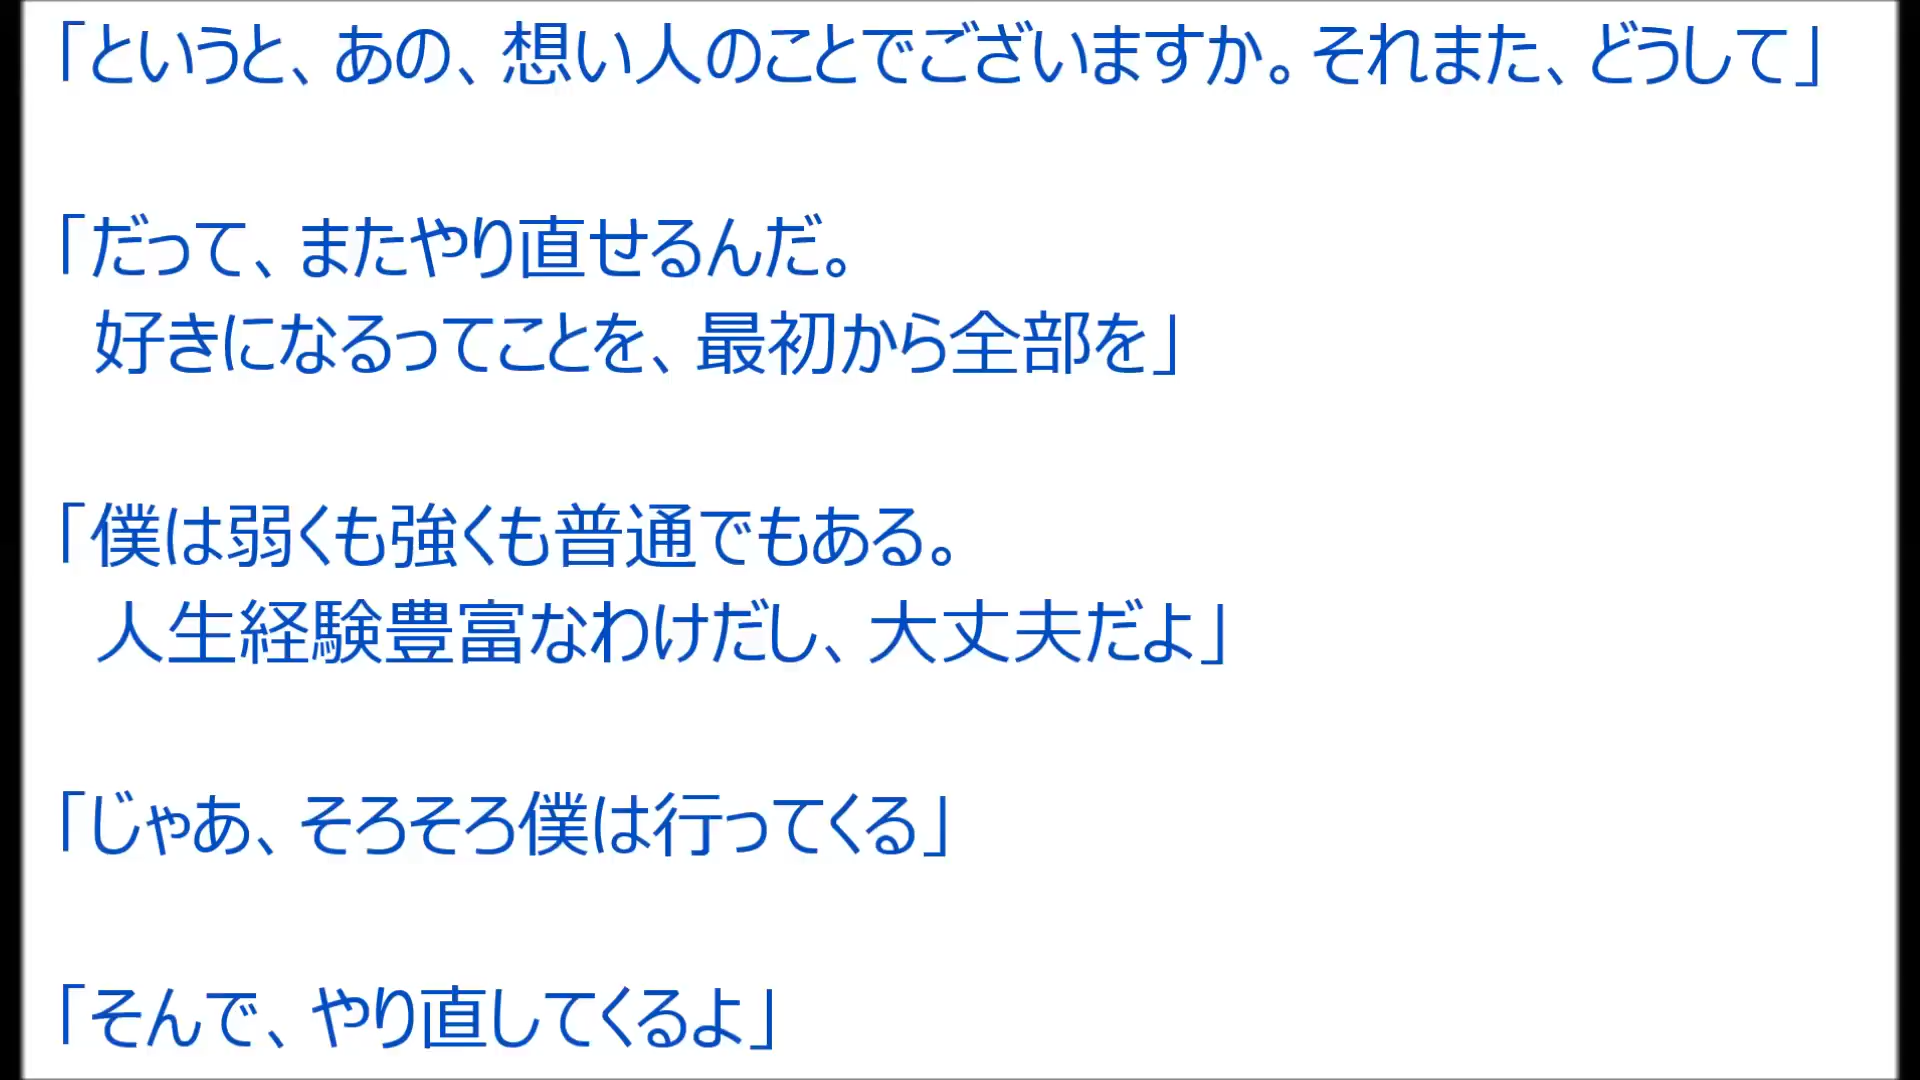 「というと、あの、想い人のことでございますか。それまた、どうして」
「だって、またやり直せるんだ。
好きになるってことを、最初から全部を」
「僕は弱くも強くも普通でもある。
人生経験豊富なわけだし、大丈夫だよ」
「じゃあ、そろそろ僕は行ってくる」
「そんで、やり直してくるよ」